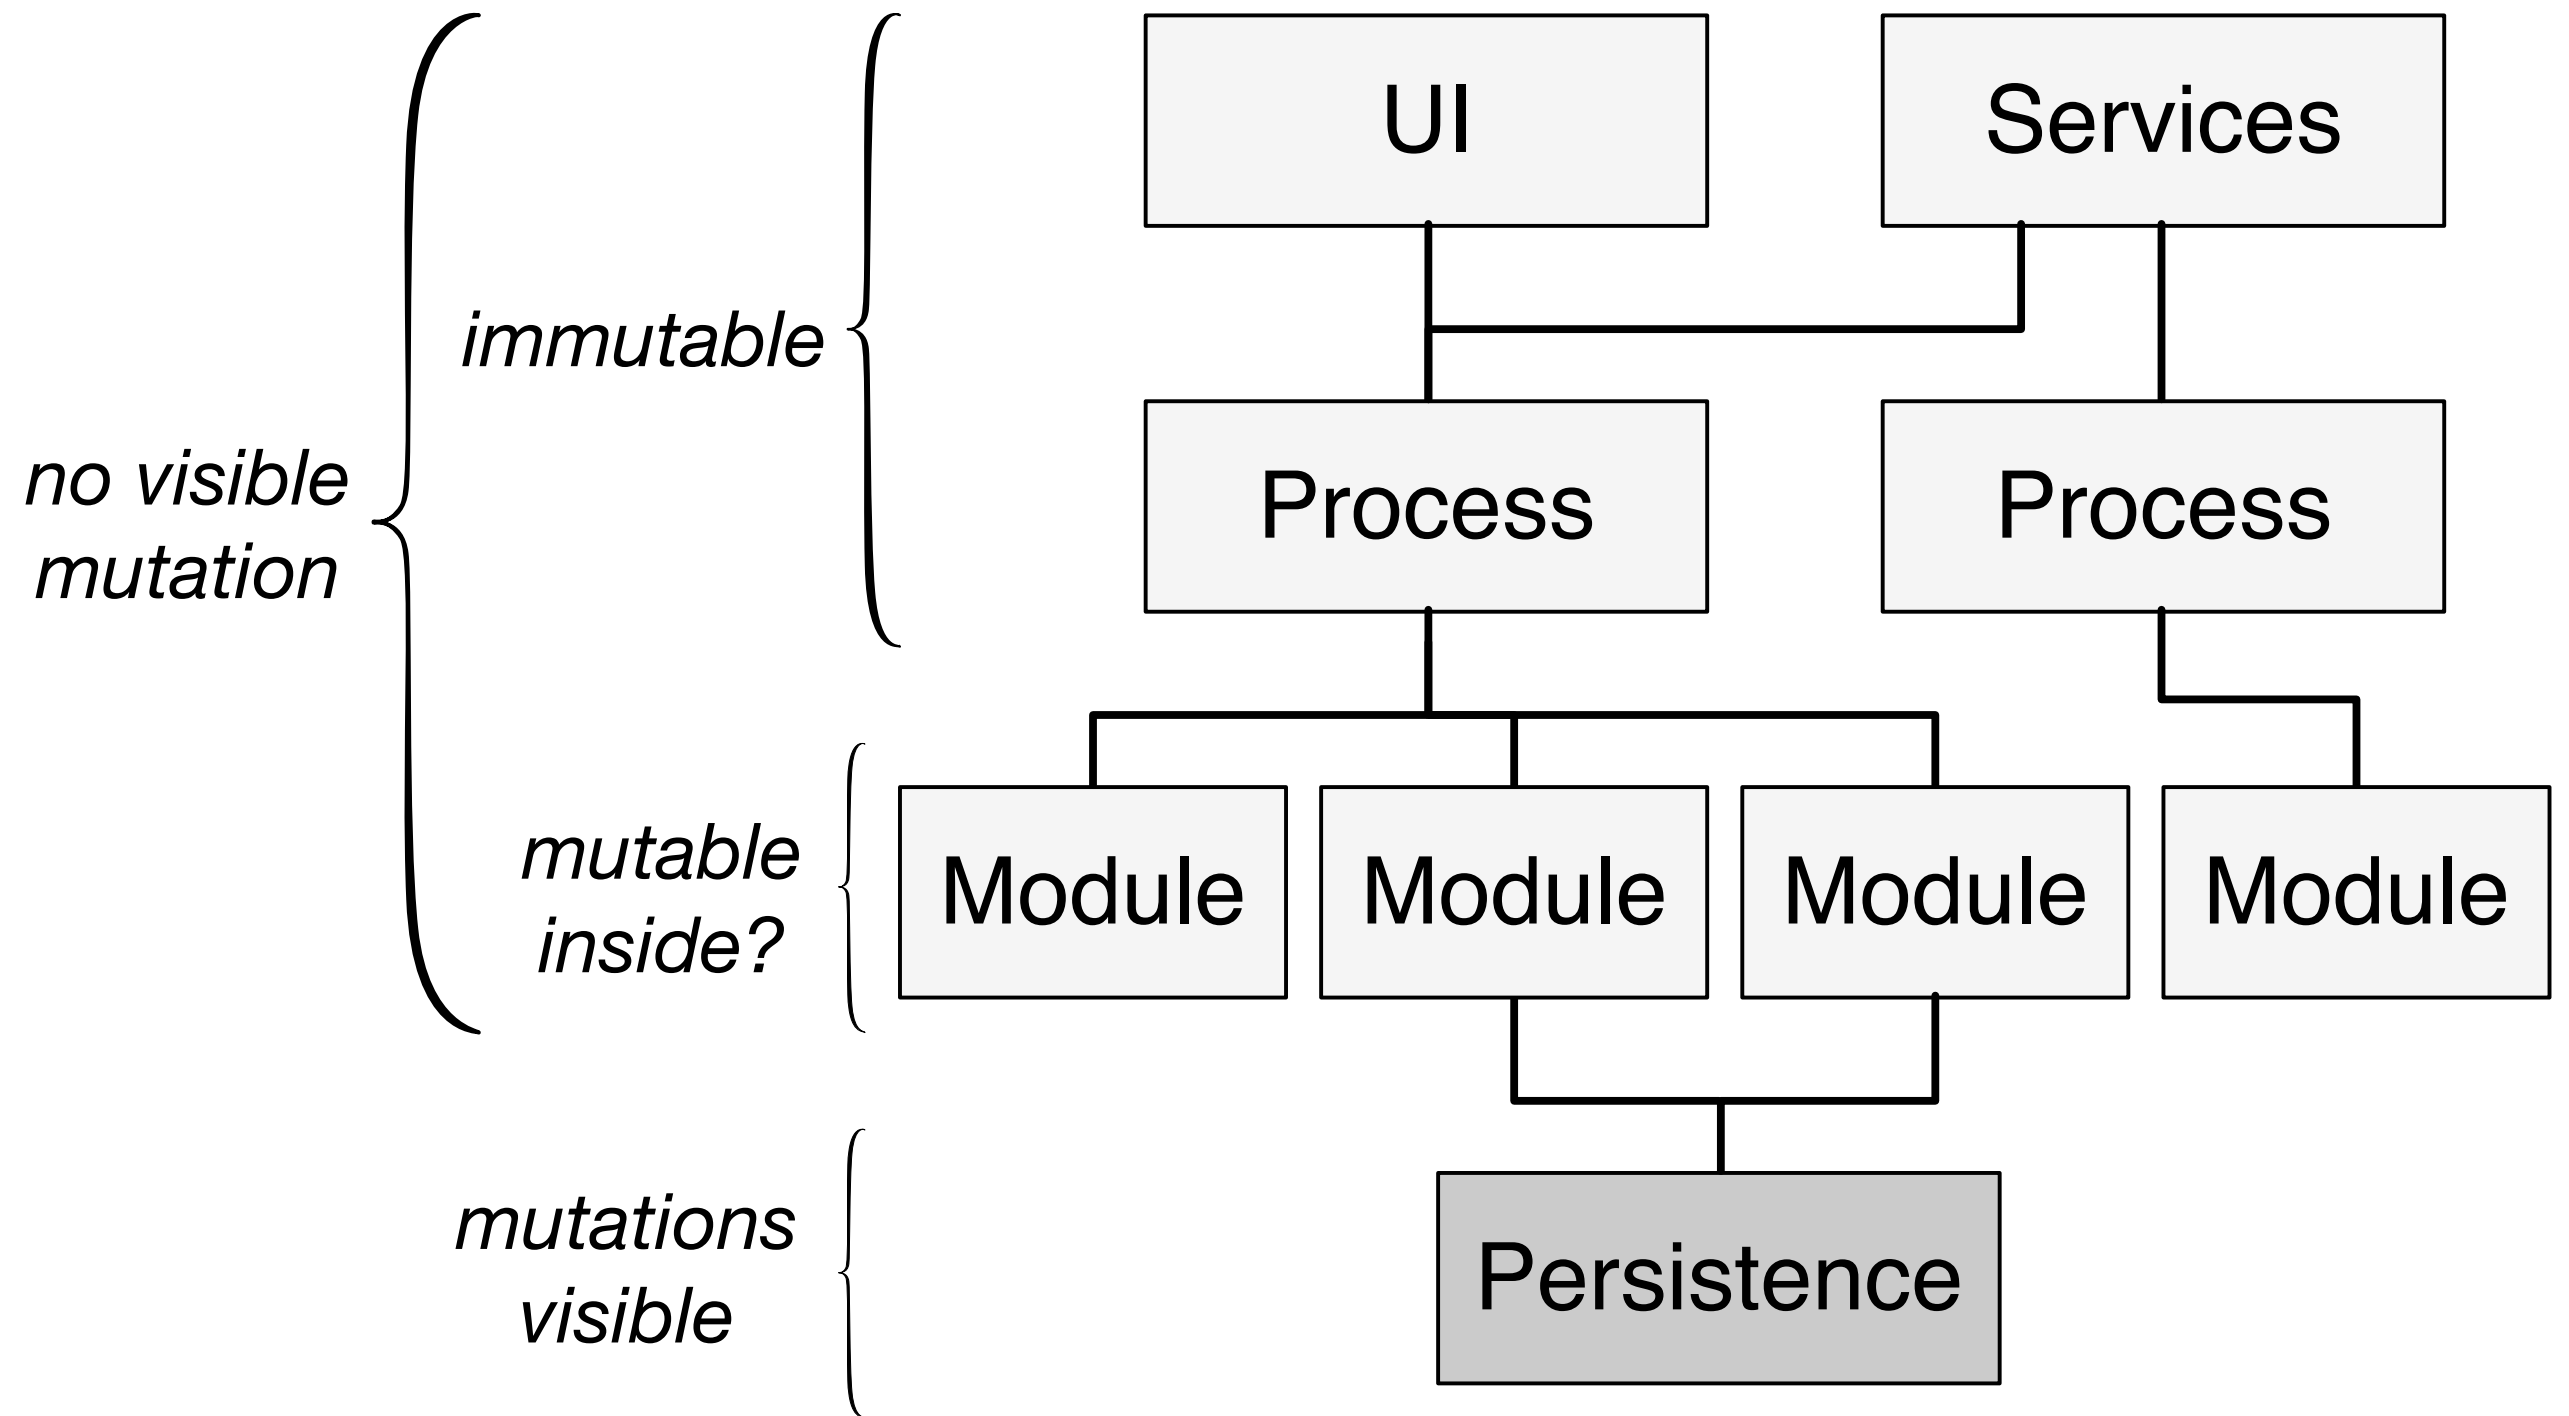 UI
Services
immutable
no visible
mutation
Process
Process
mutable
inside?
Module
Module
Module
Module
mutations
visible
Persistence